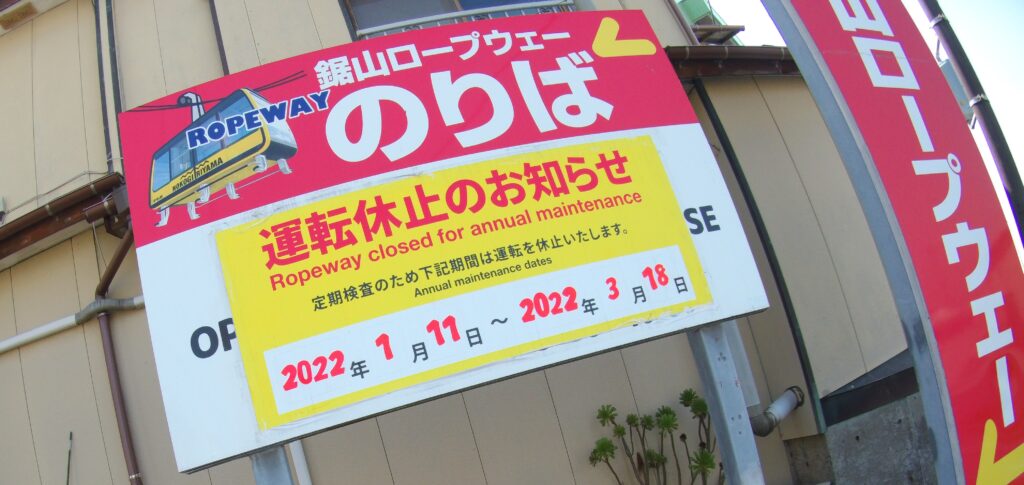 鋸山ロープウェー
のりば
ROPEWAY
NOKOGIRIYAMA
運転休止のお知らせ
Ropeway closed for annual maintenance
定期検査のため下記期間は運転を休止いたします。
Annual maintenance dates
2022年1月11日～2022年3月18日
OP
SE
山ロープウェー